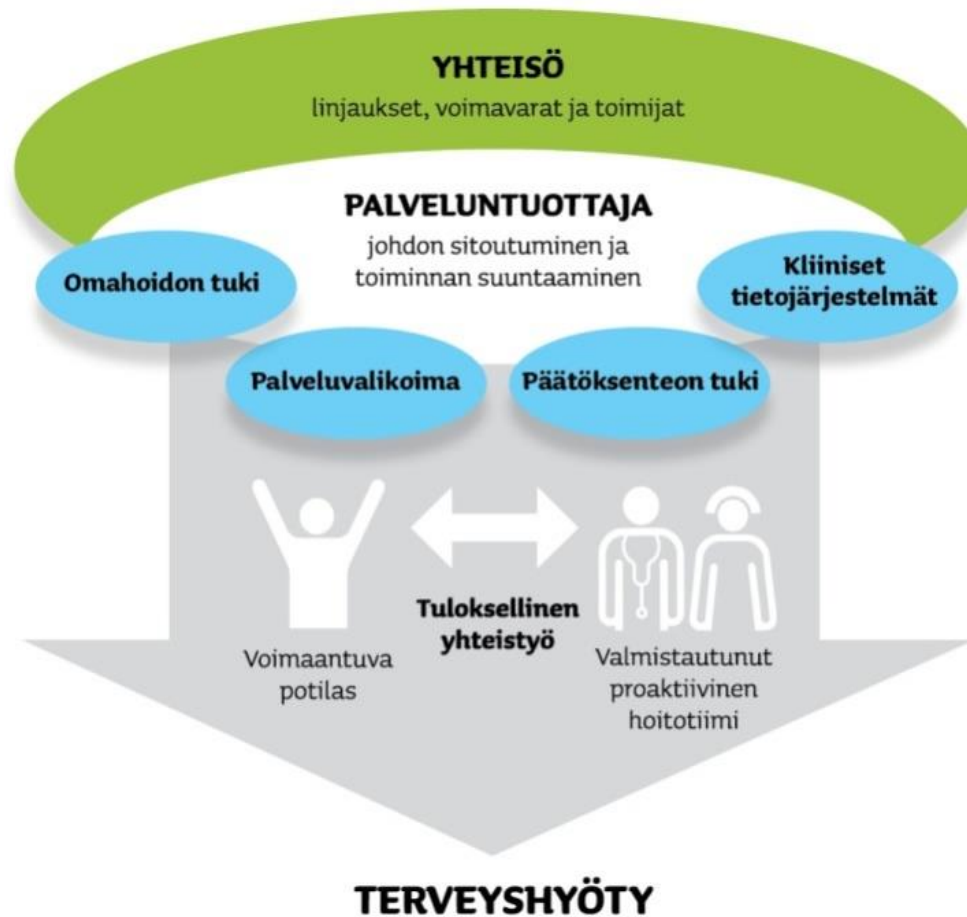 YHTEISÖ
linjaukset, voimavarat ja toimijat
PALVELUNTUOTTAJA
johdon sitoutuminen ja
toiminnan suuntaaminen
Omahoidon tuki
Kliiniset
tietojärjestelmät
Palveluvalikoima
Päätöksenteon tuki
Tuloksellinen
yhteistyö
Voimaantuva
potilas
Valmistautunut
proaktiivinen
hoitotiimi
TERVEYSHYÖTY